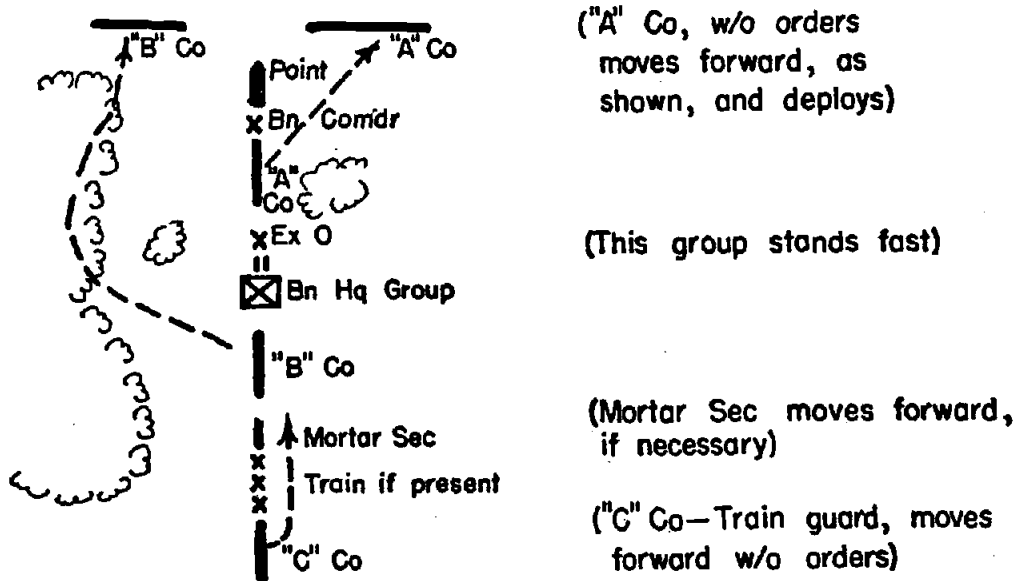 "B" Co
"A" Co
("A" Co, w/o orders
moves forward, as
shown, and deploys)
Point
Bn Com'dr
"A"
Co
Ex O
(This group stands fast)
Bn Hq Group
"B" Co
Mortar Sec
(Mortar Sec moves forward,
if necessary)
Train if present
"C" Co
("C" Co—Train guard, moves
forward w/o orders)